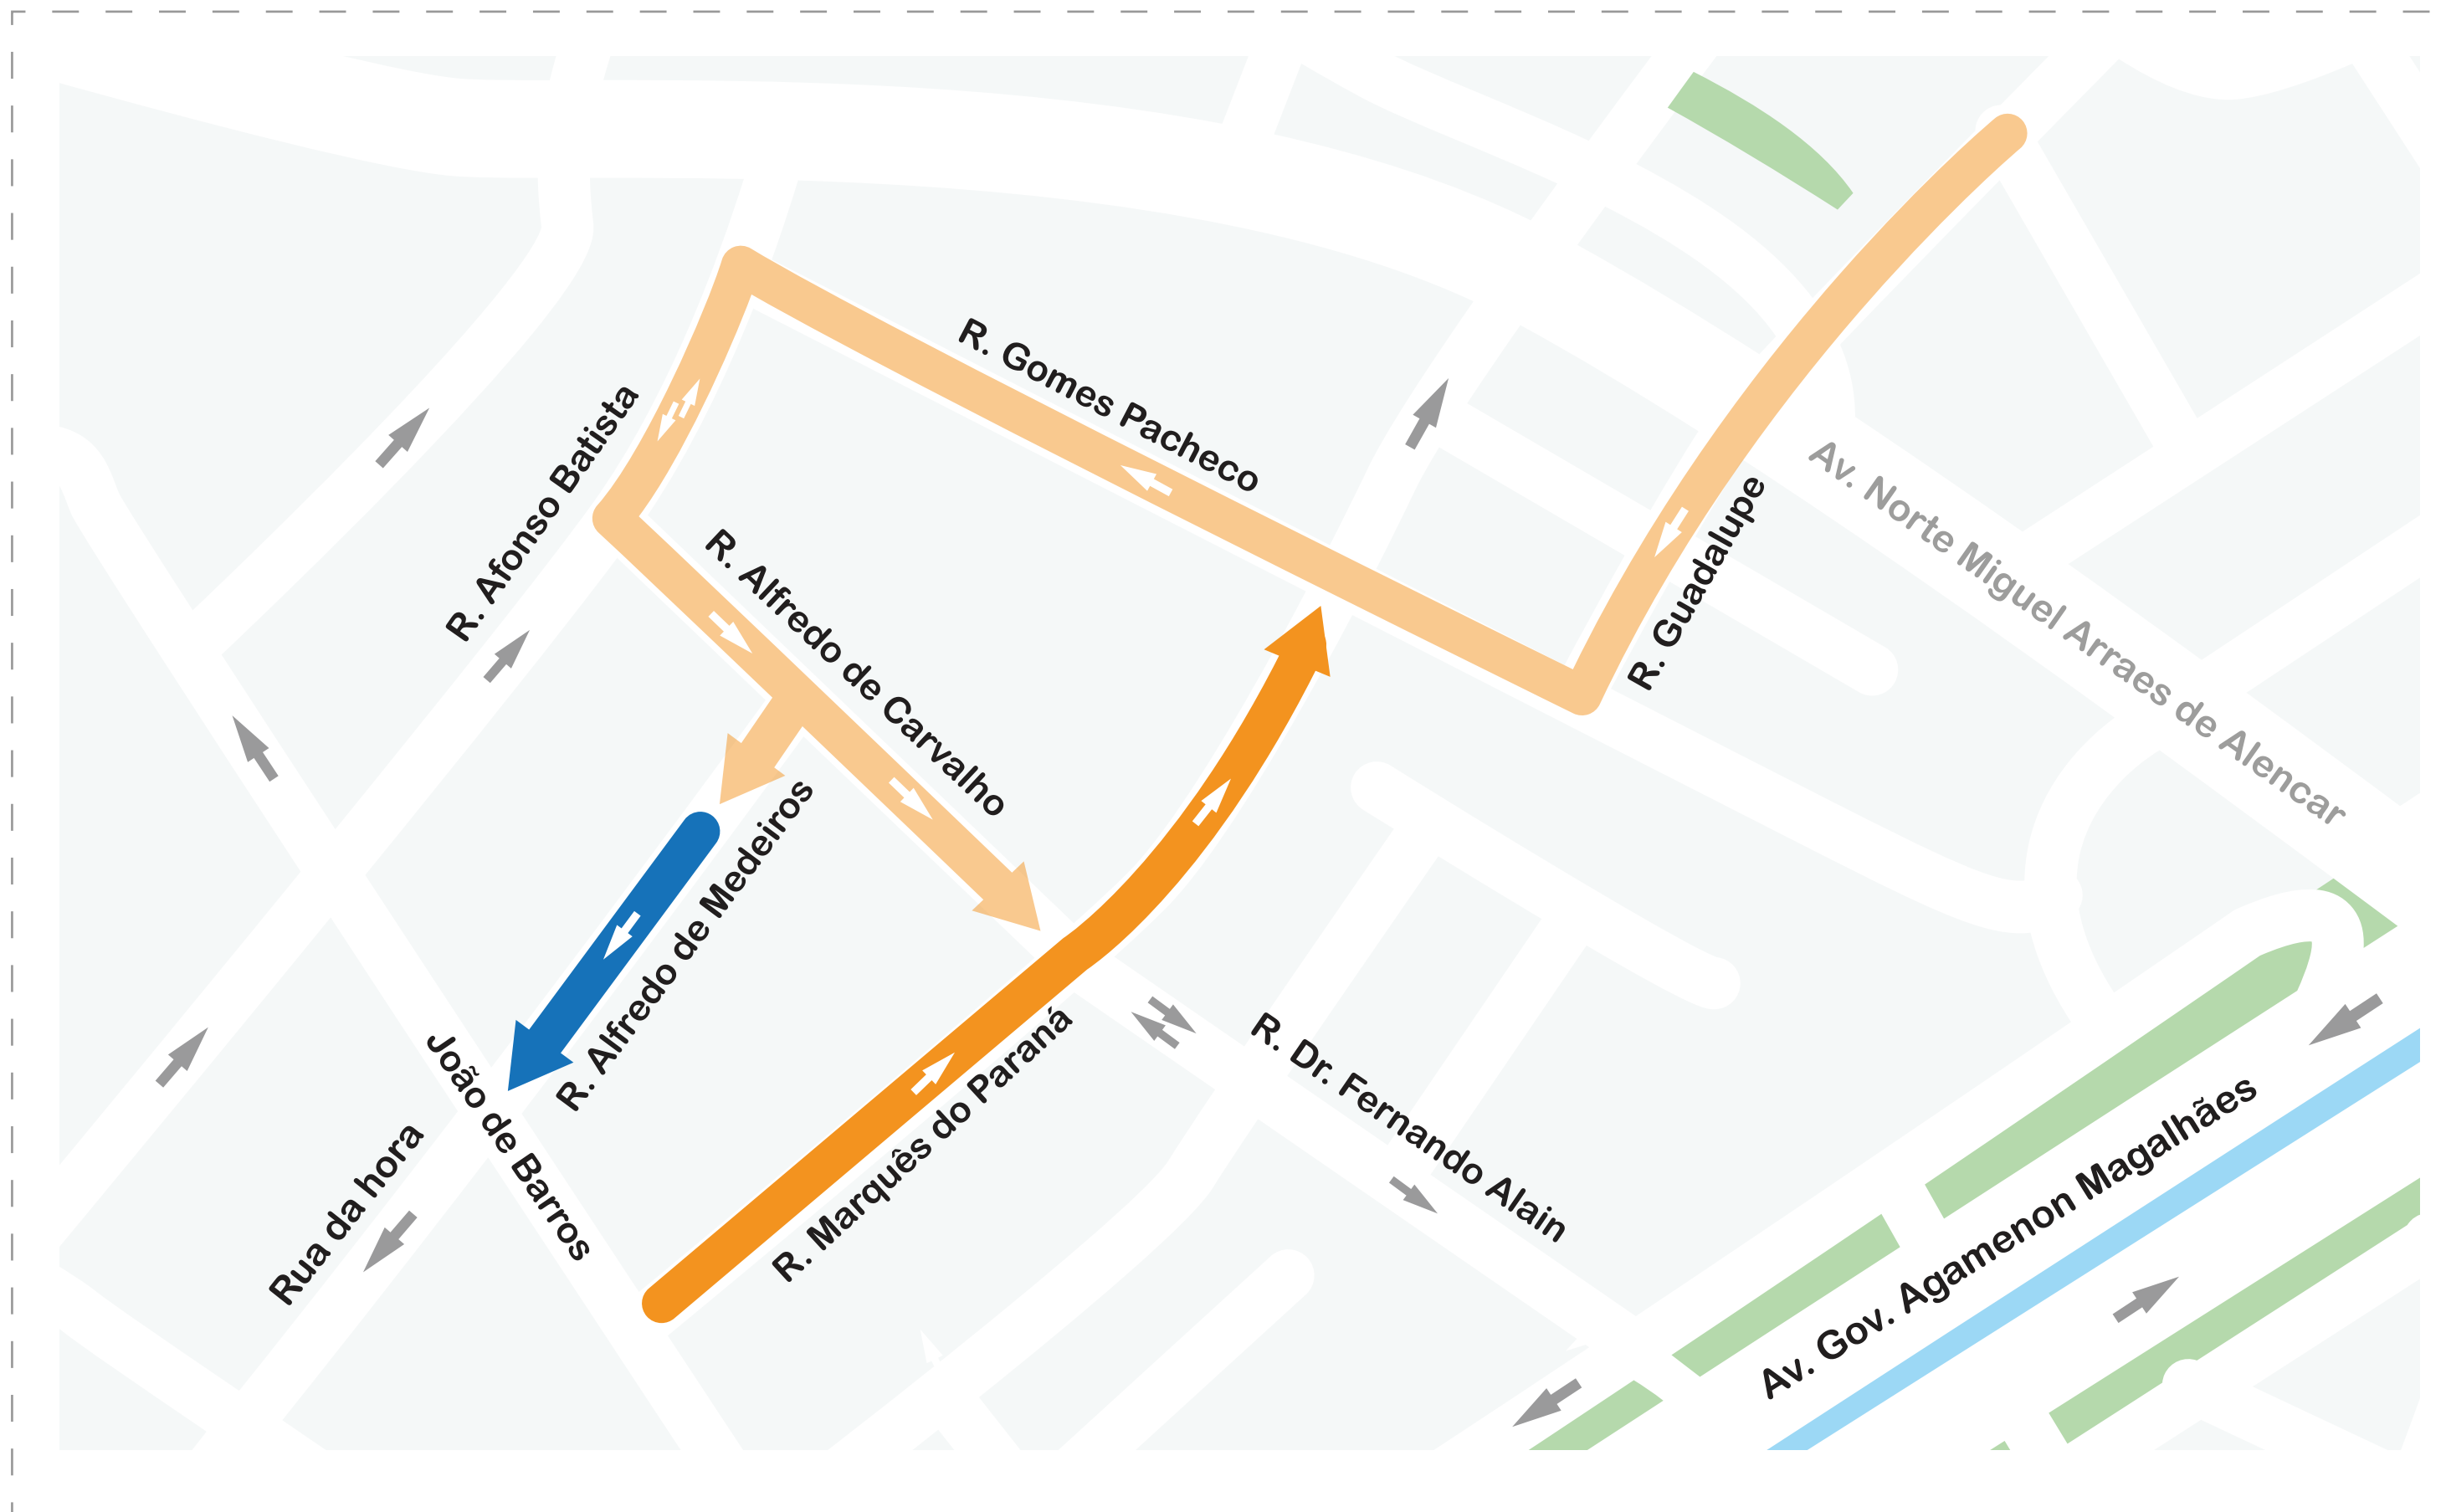 R. Gomes Pacheco
R. Afonso Batista
Av. Norte Miguel Arraes de Alencar
R. Guadalupe
R. Alfredo de Carvalho
R. Alfredo de Medeiros
R. Marquês do Paraná
R. Dr. Fernando Alain
João de Barros
Rua da hora
Av. Gov. Agamenon Magalhães